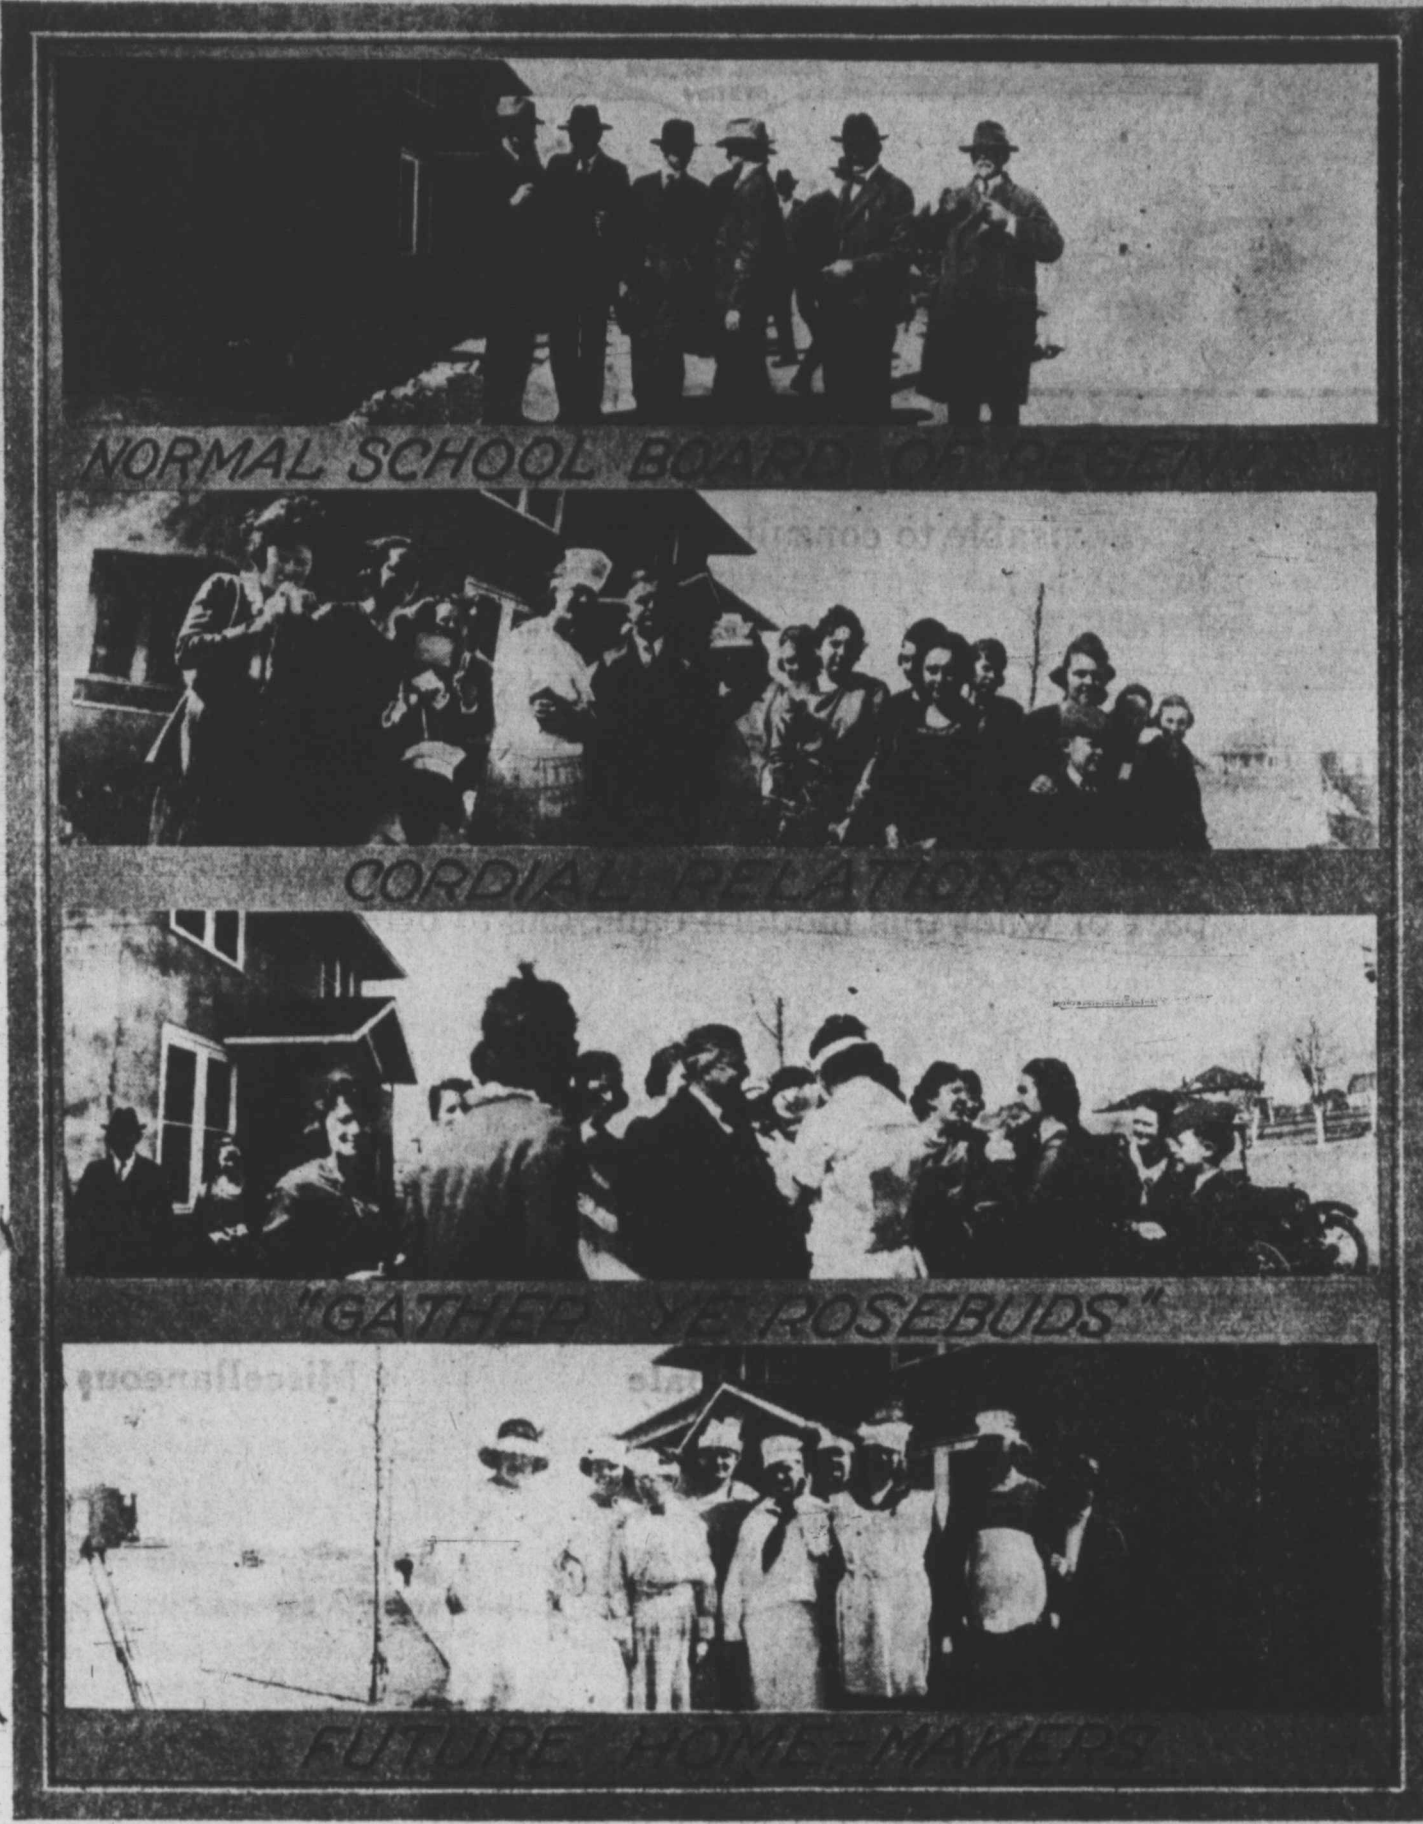 NORMAL SCHOOL BOARD OF REGENTS
CORDIAL RELATIONS
"GATHER YE ROSEBUDS"
FUTURE HOME-MAKERS